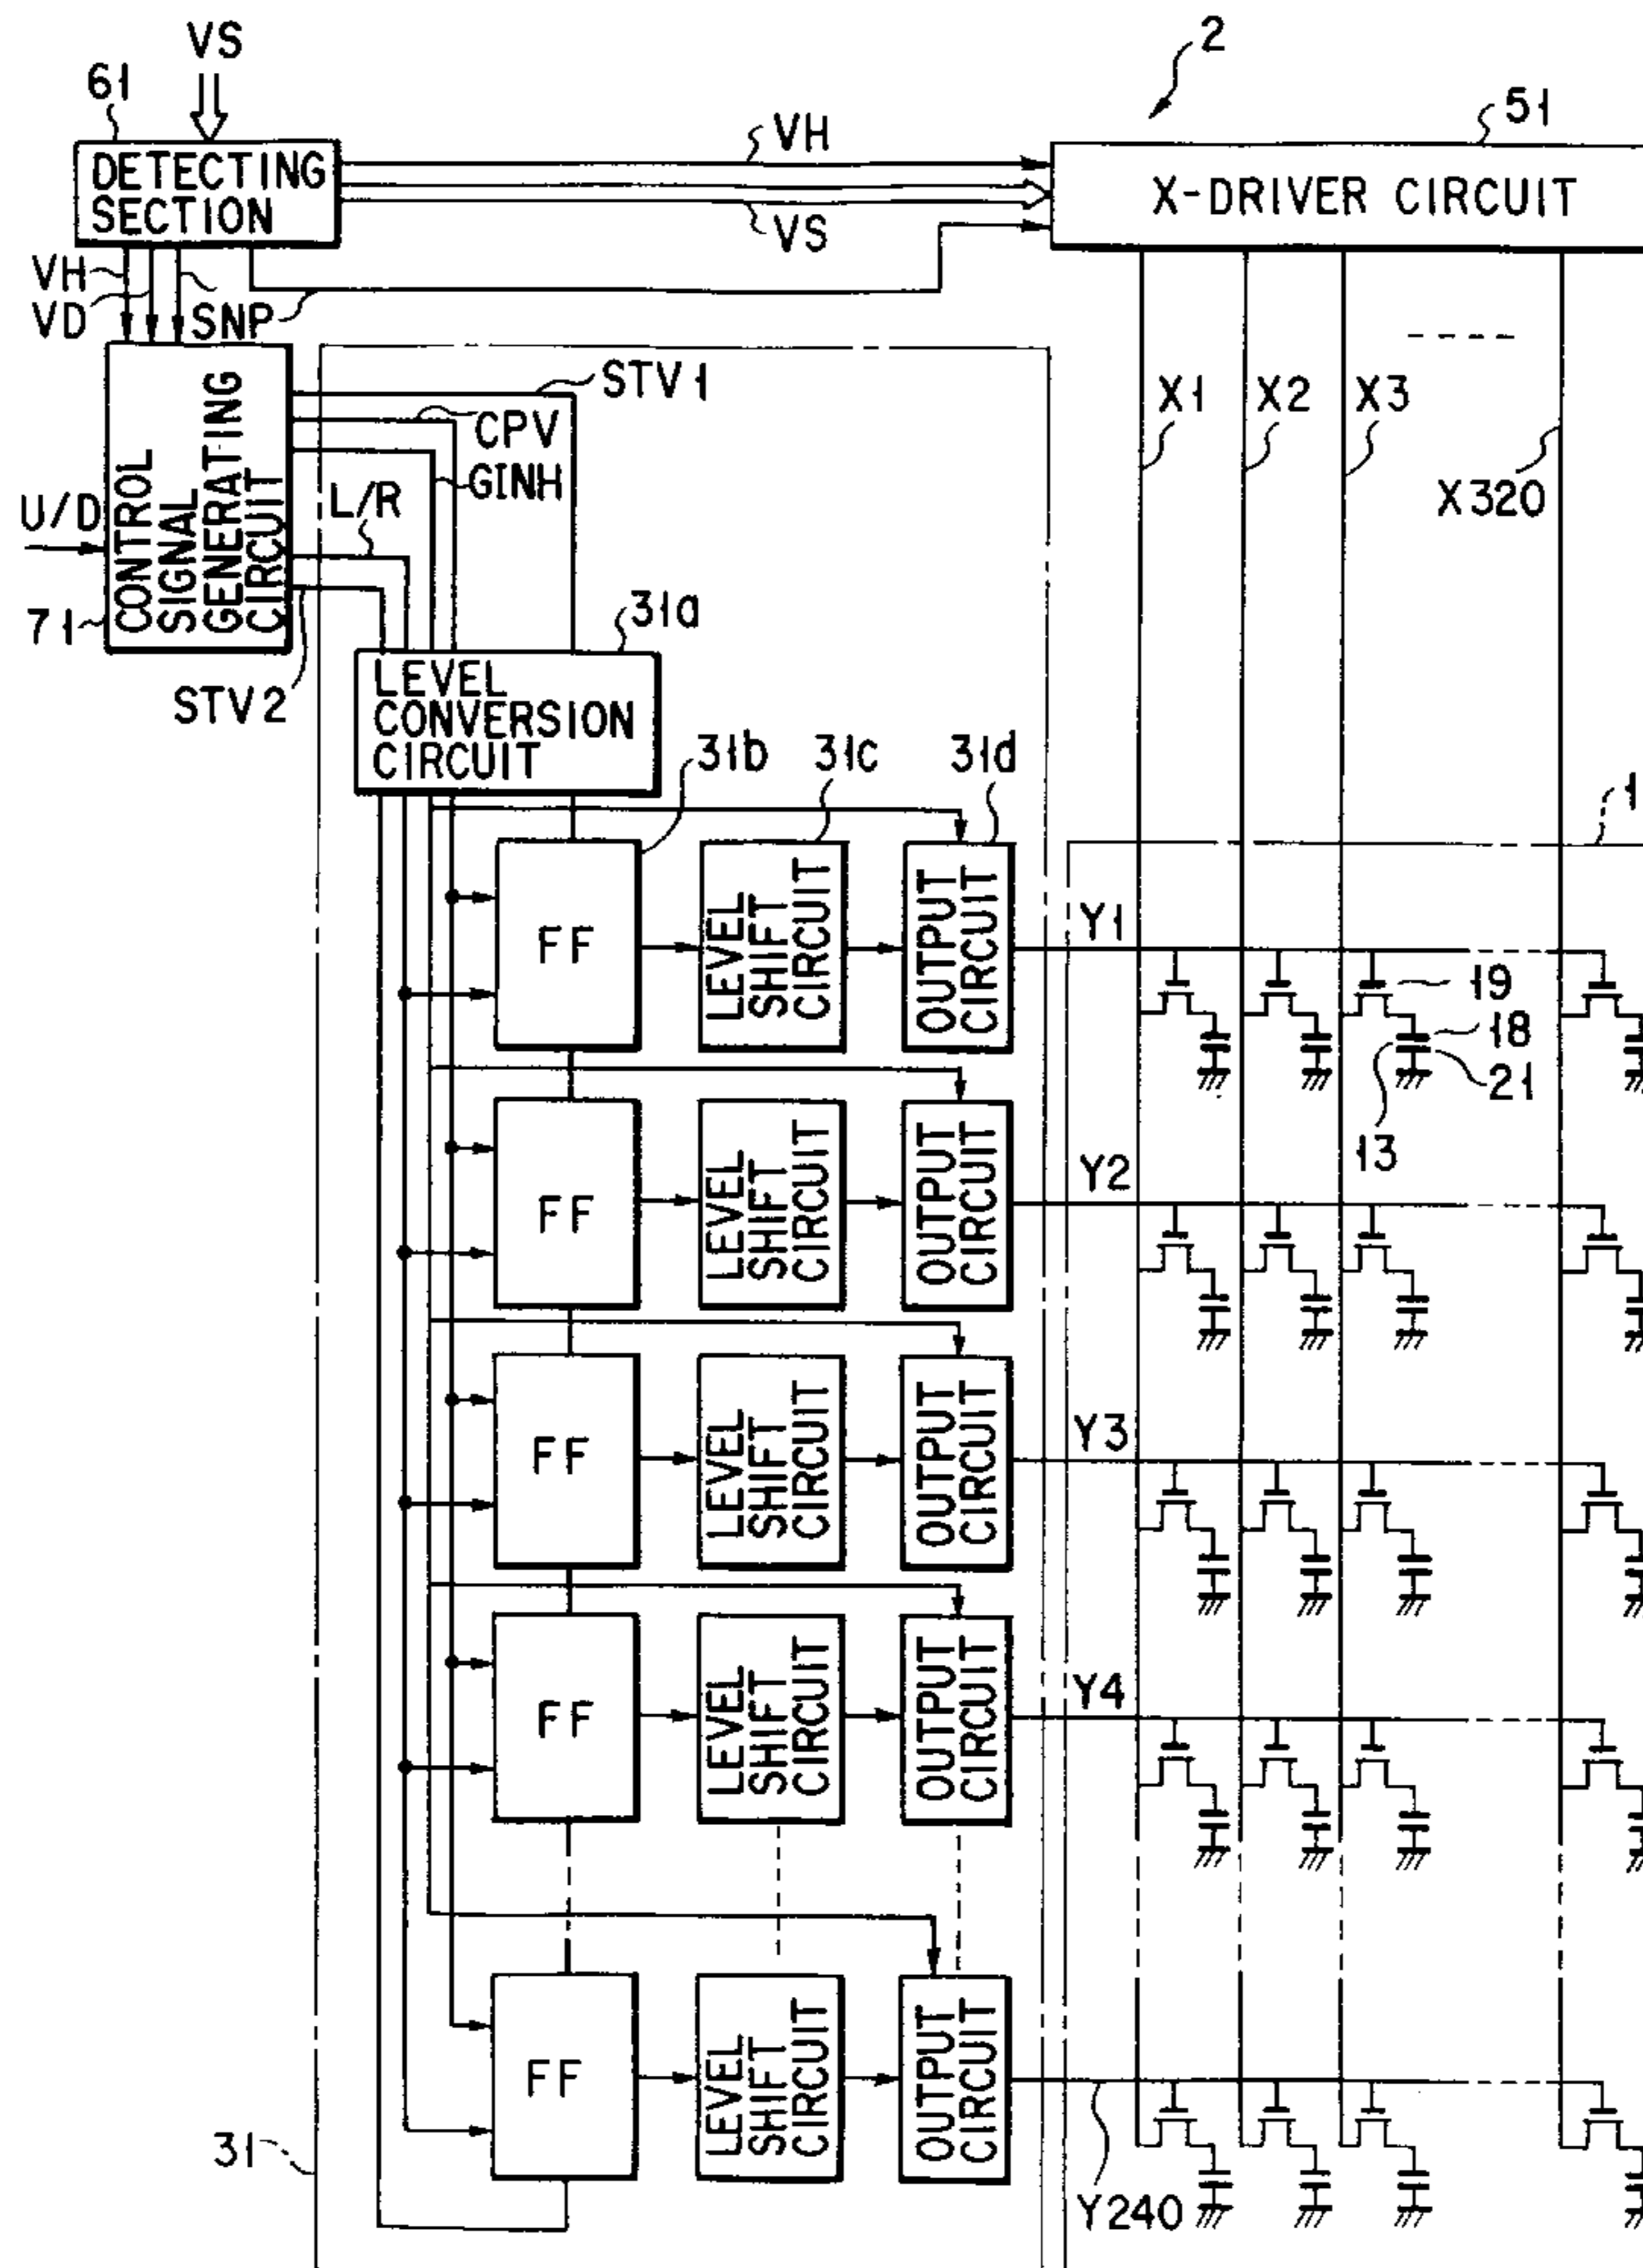 VS
2
61
VH
51
DETECTING
SECTION
X-DRIVER CIRCUIT
VS
VH
VD
SNP
STV1
CPV
GINH
L/R
U/D
CONTROL
SIGNAL
GENERATING
CIRCUIT
71
STV2
X1
X2
X3
X320
31a
LEVEL
CONVERSION
CIRCUIT
31b
31c
31d
1
FF
LEVEL
SHIFT
CIRCUIT
OUTPUT
CIRCUIT
Y1
19
18
21
13
FF
LEVEL
SHIFT
CIRCUIT
OUTPUT
CIRCUIT
Y2
FF
LEVEL
SHIFT
CIRCUIT
OUTPUT
CIRCUIT
Y3
FF
LEVEL
SHIFT
CIRCUIT
OUTPUT
CIRCUIT
Y4
FF
LEVEL
SHIFT
CIRCUIT
OUTPUT
CIRCUIT
31
Y240